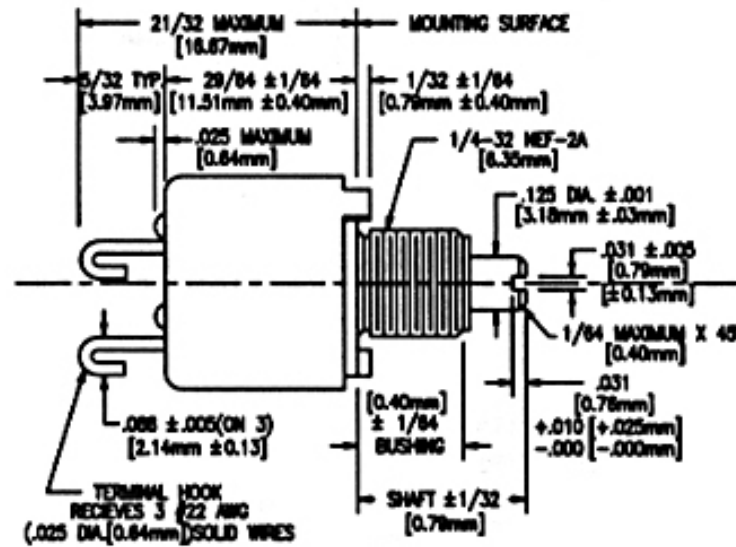 21/32 MAXIMUM
[16.67mm]
MOUNTING SURFACE
5/32 TYP.
[3.97mm]
29/64 ±1/64
[11.51mm ±0.40mm]
1/32 ±1/64
[0.79mm ±0.40mm]
.025 MAXIMUM
[0.64mm]
1/4-32 NEF-2A
[6.35mm]
.125 DIA. ±.001
[3.18mm ±.03mm]
.031 ±.005
[0.79mm]
[±0.13mm]
1/64 MAXIMUM X 45
[0.40mm]
.031
[0.78mm]
+.010 [+.025mm]
-.000 [-.000mm]
[0.40mm]
± 1/64
BUSHING
±.005(ON 3)
[2.14mm ±0.13]
SHAFT ±1/32
[0.79mm]
TERMINAL HOOK
RECIEVES 3 #22 AWG
(.025 DIA.[0.64mm])SOLID WIRES